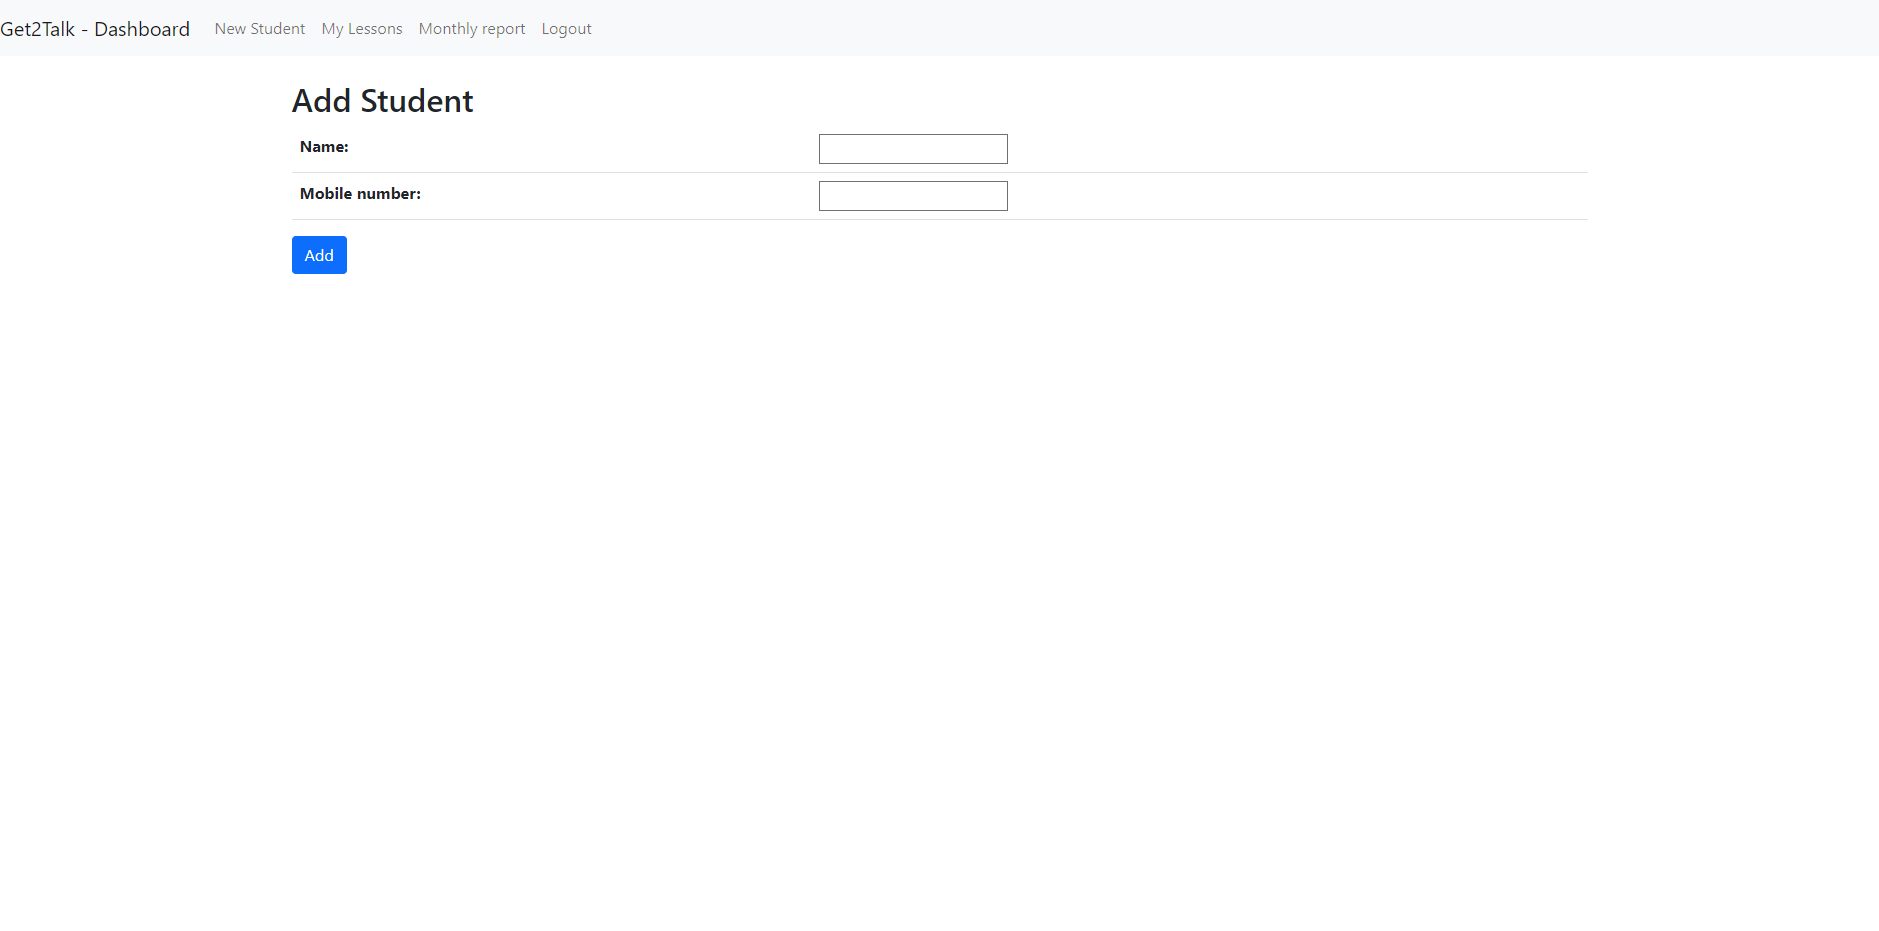 Get2Talk - Dashboard New Student My Lessons Monthly report Logout
Add Student
Name:
Mobile number:
Add